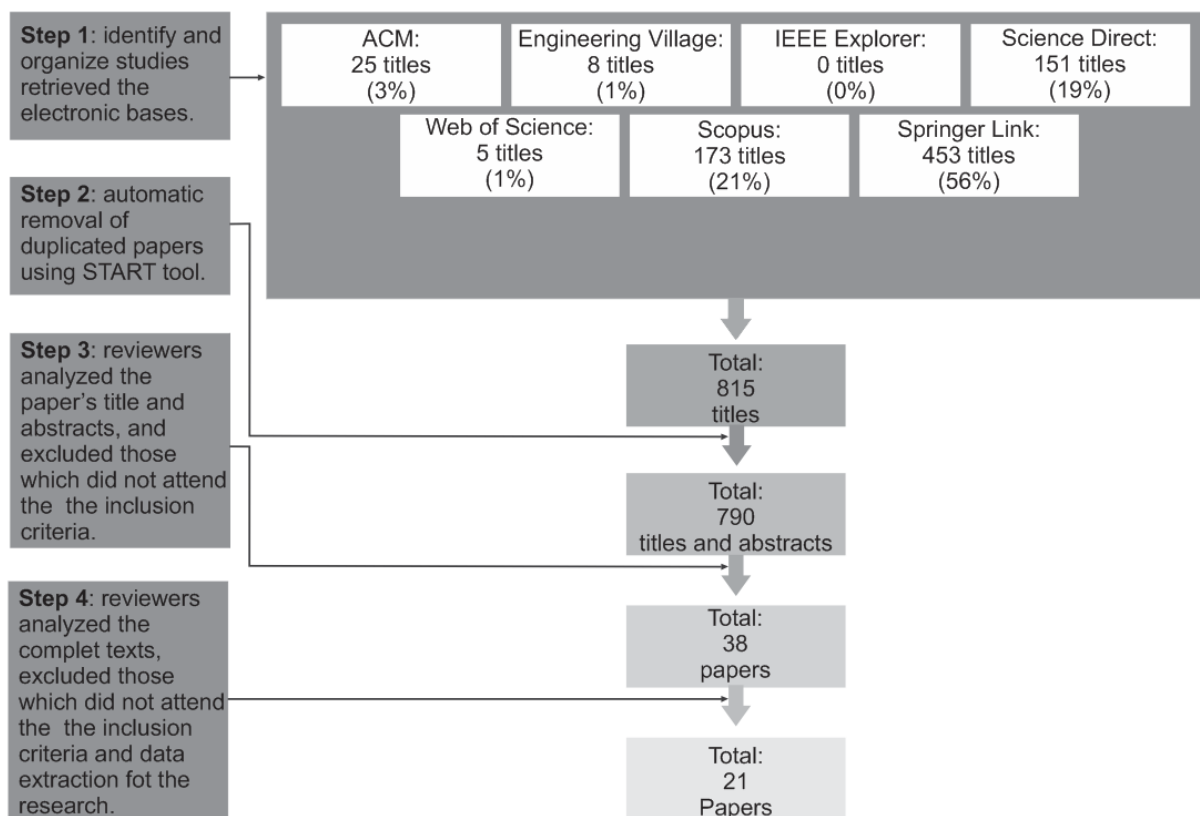 Step 1: identify and
organize studies
retrieved the
electronic bases.
ACM:
25 titles
(3%)
Engineering Village:
8 titles
(1%)
IEEE Explorer:
0 titles
(0%)
Science Direct:
151 titles
(19%)
Web of Science:
5 titles
(1%)
Scopus:
173 titles
(21%)
Springer Link:
453 titles
(56%)
Step 2: automatic
removal of
duplicated papers
using START tool.
Total:
815
titles
Step 3: reviewers
analyzed the
paper’s title and
abstracts, and
excluded those
which did not attend
the  the inclusion
criteria.
Total:
790
titles and abstracts
Total:
38
papers
Step 4: reviewers
analyzed the
complet texts,
excluded those
which did not attend
the  the inclusion
criteria and data
extraction fot the
research.
Total:
21
Papers